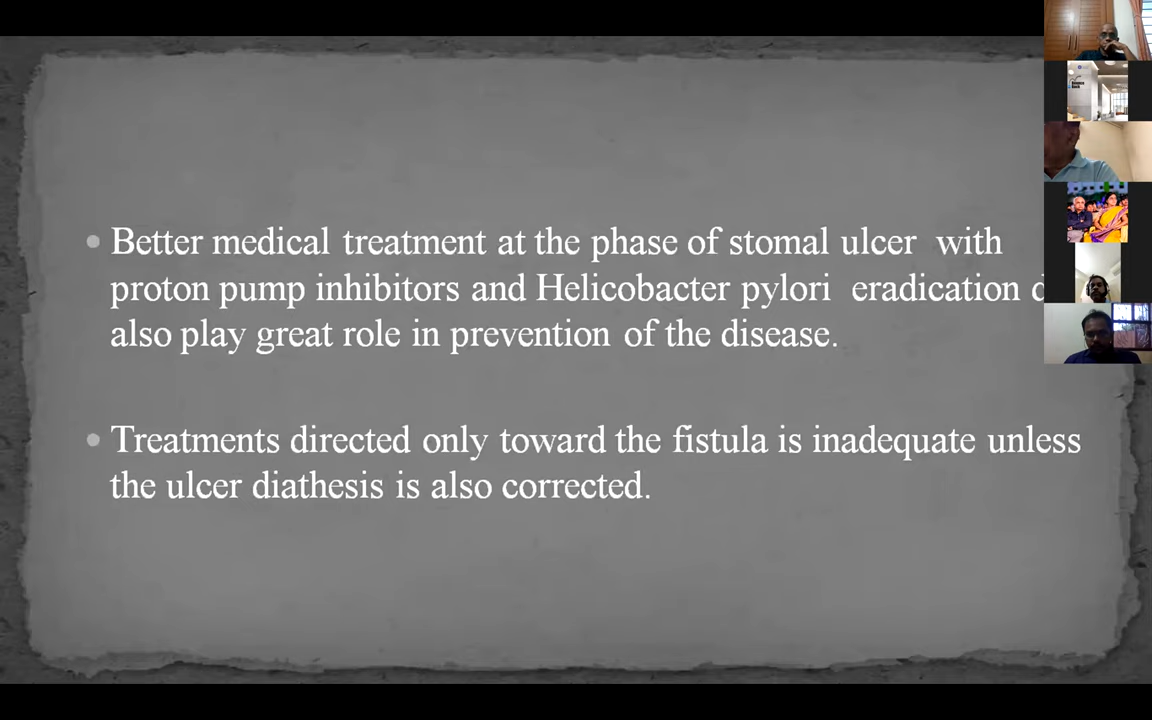 • Better medical treatment at the phase of stomal ulcer with
proton pump inhibitors and Helicobacter pylori eradication
also play great role in prevention of the disease.
• Treatments directed only toward the fistula is inadequate unless
the ulcer diathesis is also corrected.